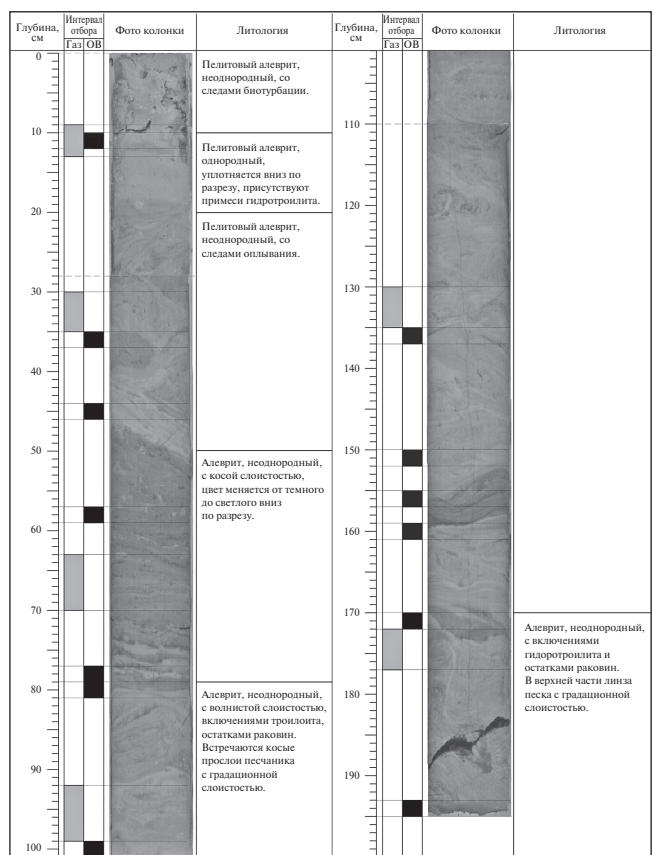 Глубина,
см
Интервал
отбора
Газ ОВ
Фото колонки
Литология
0
10
20
30
40
50
60
70
80
90
100
Пелитовый алеврит,
неоднородный, со
следами биотурбации.
Пелитовый алеврит,
однородный,
уплотняется вниз по
разрезу, присутствуют
примеси гидротроилита.
Пелитовый алеврит,
неоднородный, со
следами оплывания.
Алеврит, неоднородный,
с косой слоистостью,
цвет меняется от темного
до светлого вниз
по разрезу.
Алеврит, неоднородный,
с волнистой слоистостью,
включениями троилита,
остатками раковин.
Встречаются косые
прослои песчаника
с градационной
слоистостью.
Глубина,
см
Интервал
отбора
Газ ОВ
Фото колонки
Литология
110
120
130
140
150
160
170
180
190
Алеврит, неоднородный,
с включениями
гидоротроилита и
остатками раковин.
В верхней части линза
песка с градационной
слоистостью.